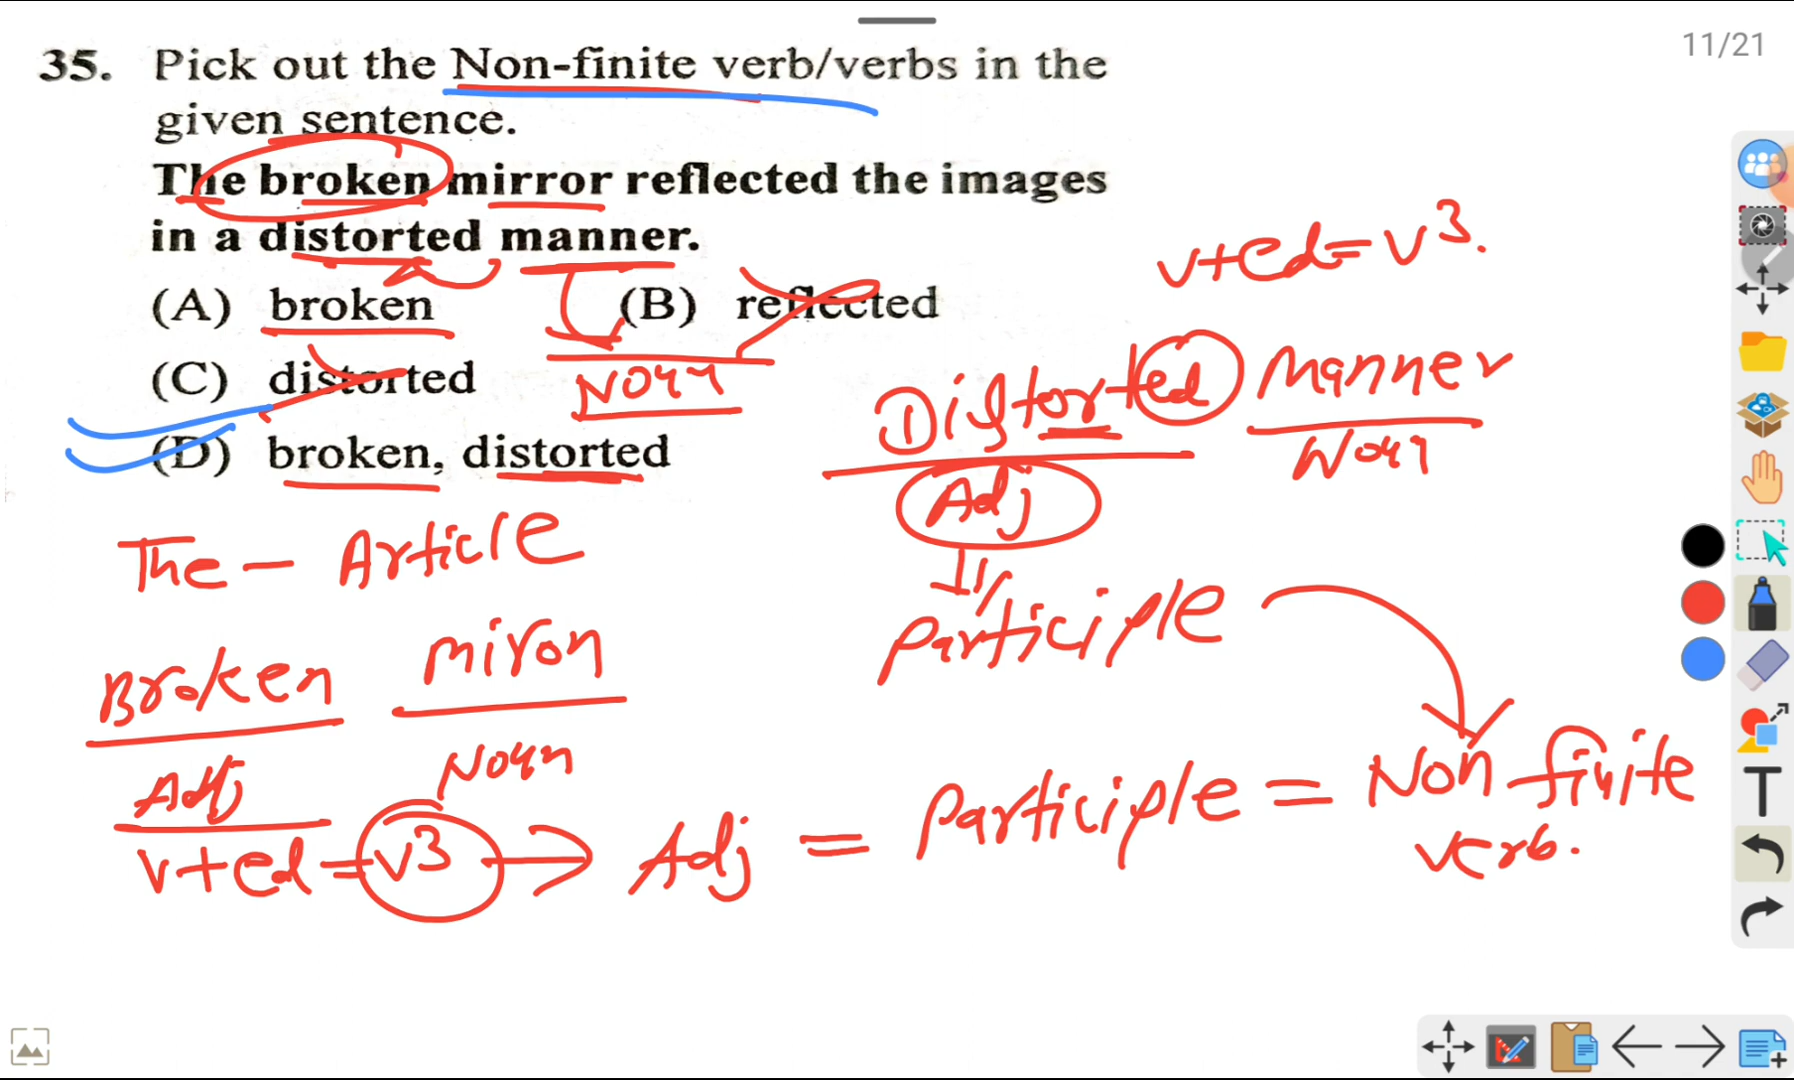 11/21
35. Pick out the Non-finite verb/verbs in the
given sentence.
The broken mirror reflected the images
in a distorted manner.
(A) broken (B) reflected
(C) distorted
(D) broken, distorted
v+ed=v3.
Noun
Distorted Manner
Adj Noun
Participle
The - Article
Broken miron
Adj Noun
v+ed=v3 → Adj = Participle = Non finite
verb.
T